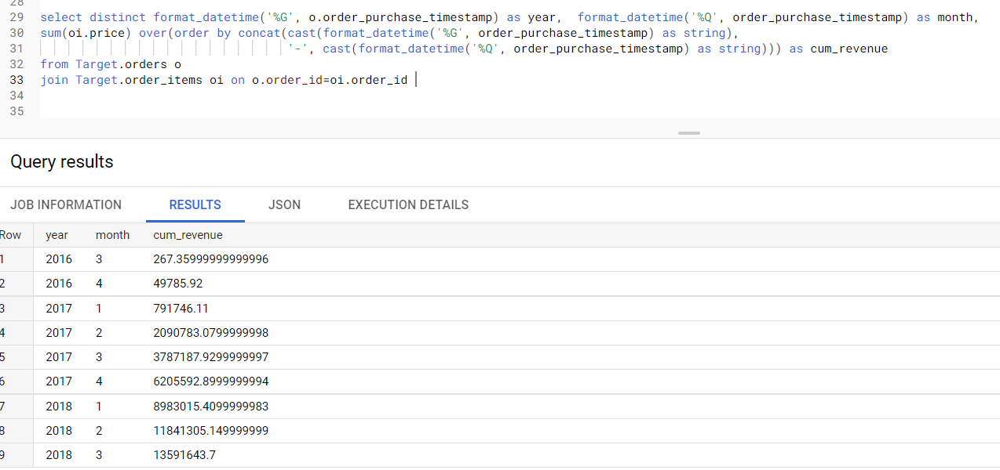 28
29 select distinct format_datetime('%G', o.order_purchase_timestamp) as year,  format_datetime('%Q', order_purchase_timestamp) as month,
30 sum(oi.price) over(order by concat(cast(format_datetime('%G', order_purchase_timestamp) as string),
31 '-', cast(format_datetime('%Q', order_purchase_timestamp) as string))) as cum_revenue
32 from Target.orders o
33 join Target.order_items oi on o.order_id=oi.order_id
34
35
Query results
JOB INFORMATION RESULTS JSON EXECUTION DETAILS
Row year month cum_revenue
1 2016 3 267.35999999999996
2 2016 4 49785.92
3 2017 1 791746.11
4 2017 2 2090783.0799999998
5 2017 3 3787187.9299999997
6 2017 4 6205592.8999999994
7 2018 1 8983015.4099999983
8 2018 2 11841305.149999999
9 2018 3 13591643.7